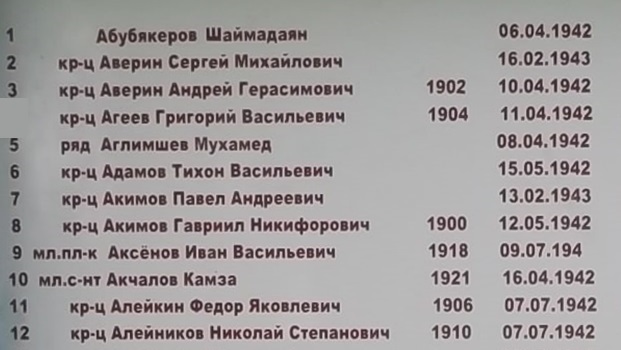 1 Абубякеров Шаймадаян 06.04.1942
2 кр-ц Аверин Сергей Михайлович 16.02.1943
3 кр-ц Аверин Андрей Герасимович 1902 10.04.1942
кр-ц Агеев Григорий Васильевич 1904 11.04.1942
5 ряд Аглимшев Мухамед 08.04.1942
6 кр-ц Адамов Тихон Васильевич 15.05.1942
7 кр-ц Акимов Павел Андреевич 13.02.1943
8 кр-ц Акимов Гавриил Никифорович 1900 12.05.1942
9 мл.пл-к Аксёнов Иван Васильевич 1918 09.07.194
10 мл.с-нт Акчалов Камза 1921 16.04.1942
11 кр-ц Алейкин Федор Яковлевич 1906 07.07.1942
12 кр-ц Алейников Николай Степанович 1910 07.07.1942